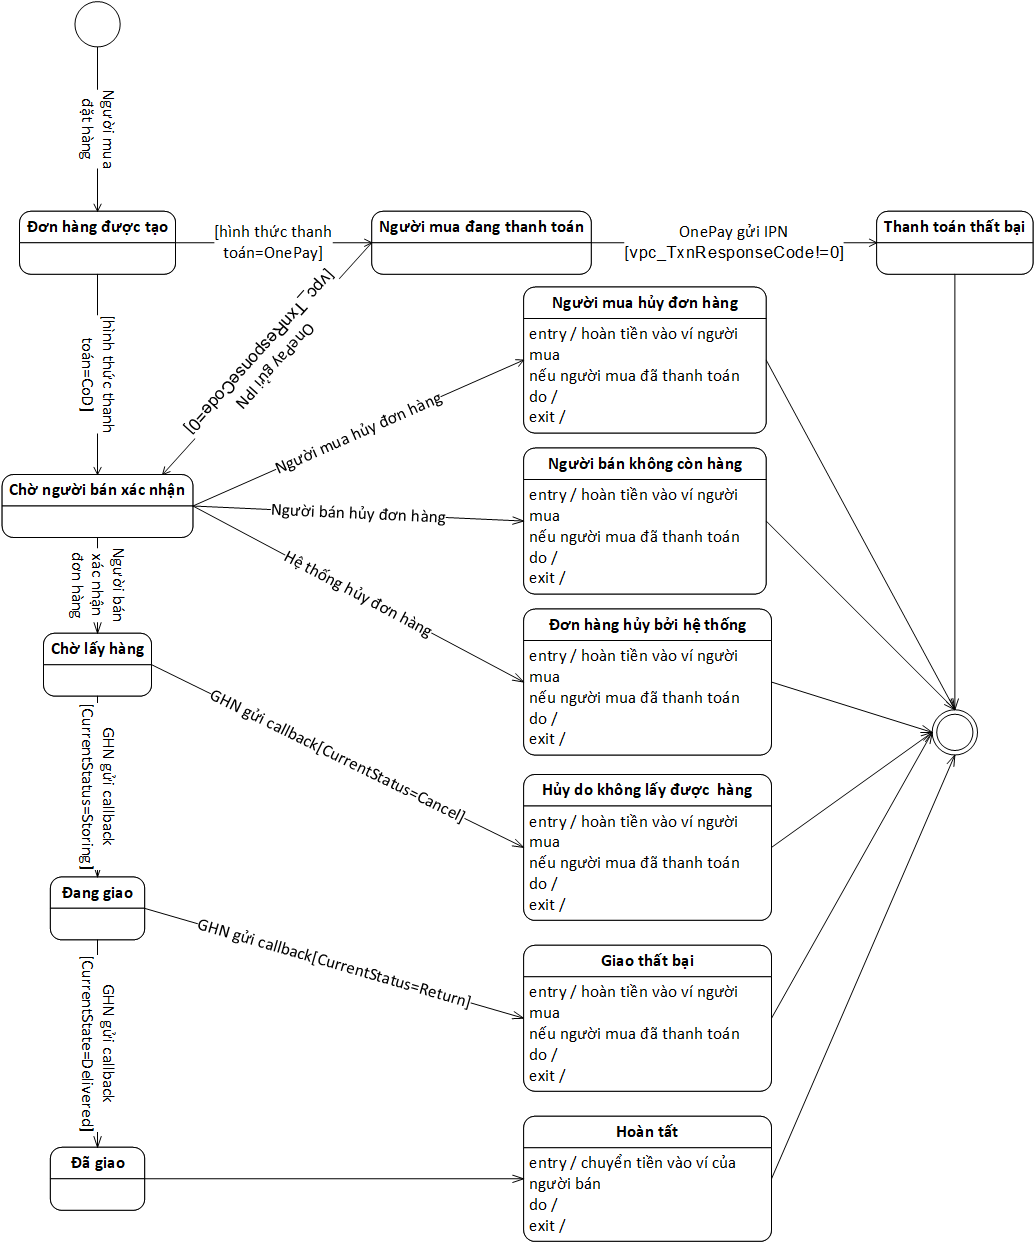 Người mua
đặt hàng
Đơn hàng được tạo
[hình thức thanh
toán=OnePay]
Người mua đang thanh toán
OnePay gửi IPN
[vpc_TxnResponseCode!=0]
Thanh toán thất bại
[hình thức thanh
toán=CoD]
OnePay gửi IPN
[vpc_TxnResponseCode=0]
Người mua hủy đơn hàng
entry / hoàn tiền vào ví người
mua
nếu người mua đã thanh toán
do /
exit /
Người mua hủy đơn hàng
Chờ người bán xác nhận
Người bán hủy đơn hàng
Người bán không còn hàng
entry / hoàn tiền vào ví người
mua
nếu người mua đã thanh toán
do /
exit /
Hệ thống hủy đơn hàng
Người bán
xác nhận
đơn hàng
Đơn hàng hủy bởi hệ thống
entry / hoàn tiền vào ví người
mua
nếu người mua đã thanh toán
do /
exit /
Chờ lấy hàng
GHN gửi callback[CurrentStatus=Cancel]
GHN gửi callback
[CurrentStatus=Storing]
Hủy do không lấy được  hàng
entry / hoàn tiền vào ví người
mua
nếu người mua đã thanh toán
do /
exit /
Đang giao
GHN gửi callback[CurrentStatus=Return]
GHN gửi callback
[CurrentState=Delivered]
Giao thất bại
entry / hoàn tiền vào ví người
mua
nếu người mua đã thanh toán
do /
exit /
Đã giao
Hoàn tất
entry / chuyển tiền vào ví của
người bán
do /
exit /